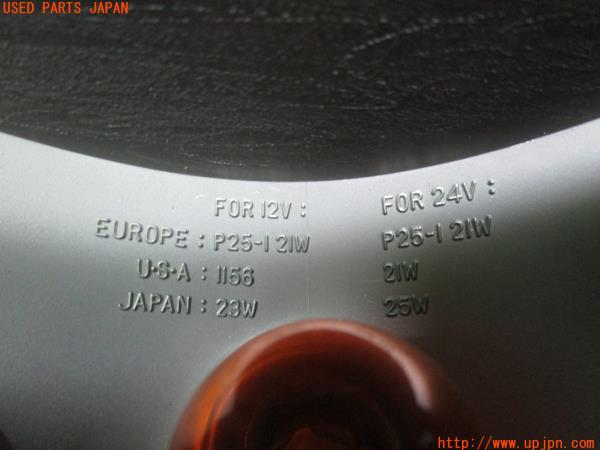 USED PARTS JAPAN
FOR 12V : FOR 24V :
EUROPE : P25-1 21W P25-1 21W
U·S·A : 1156 21W
JAPAN : 23W 25W
http://www.upjpn.com/